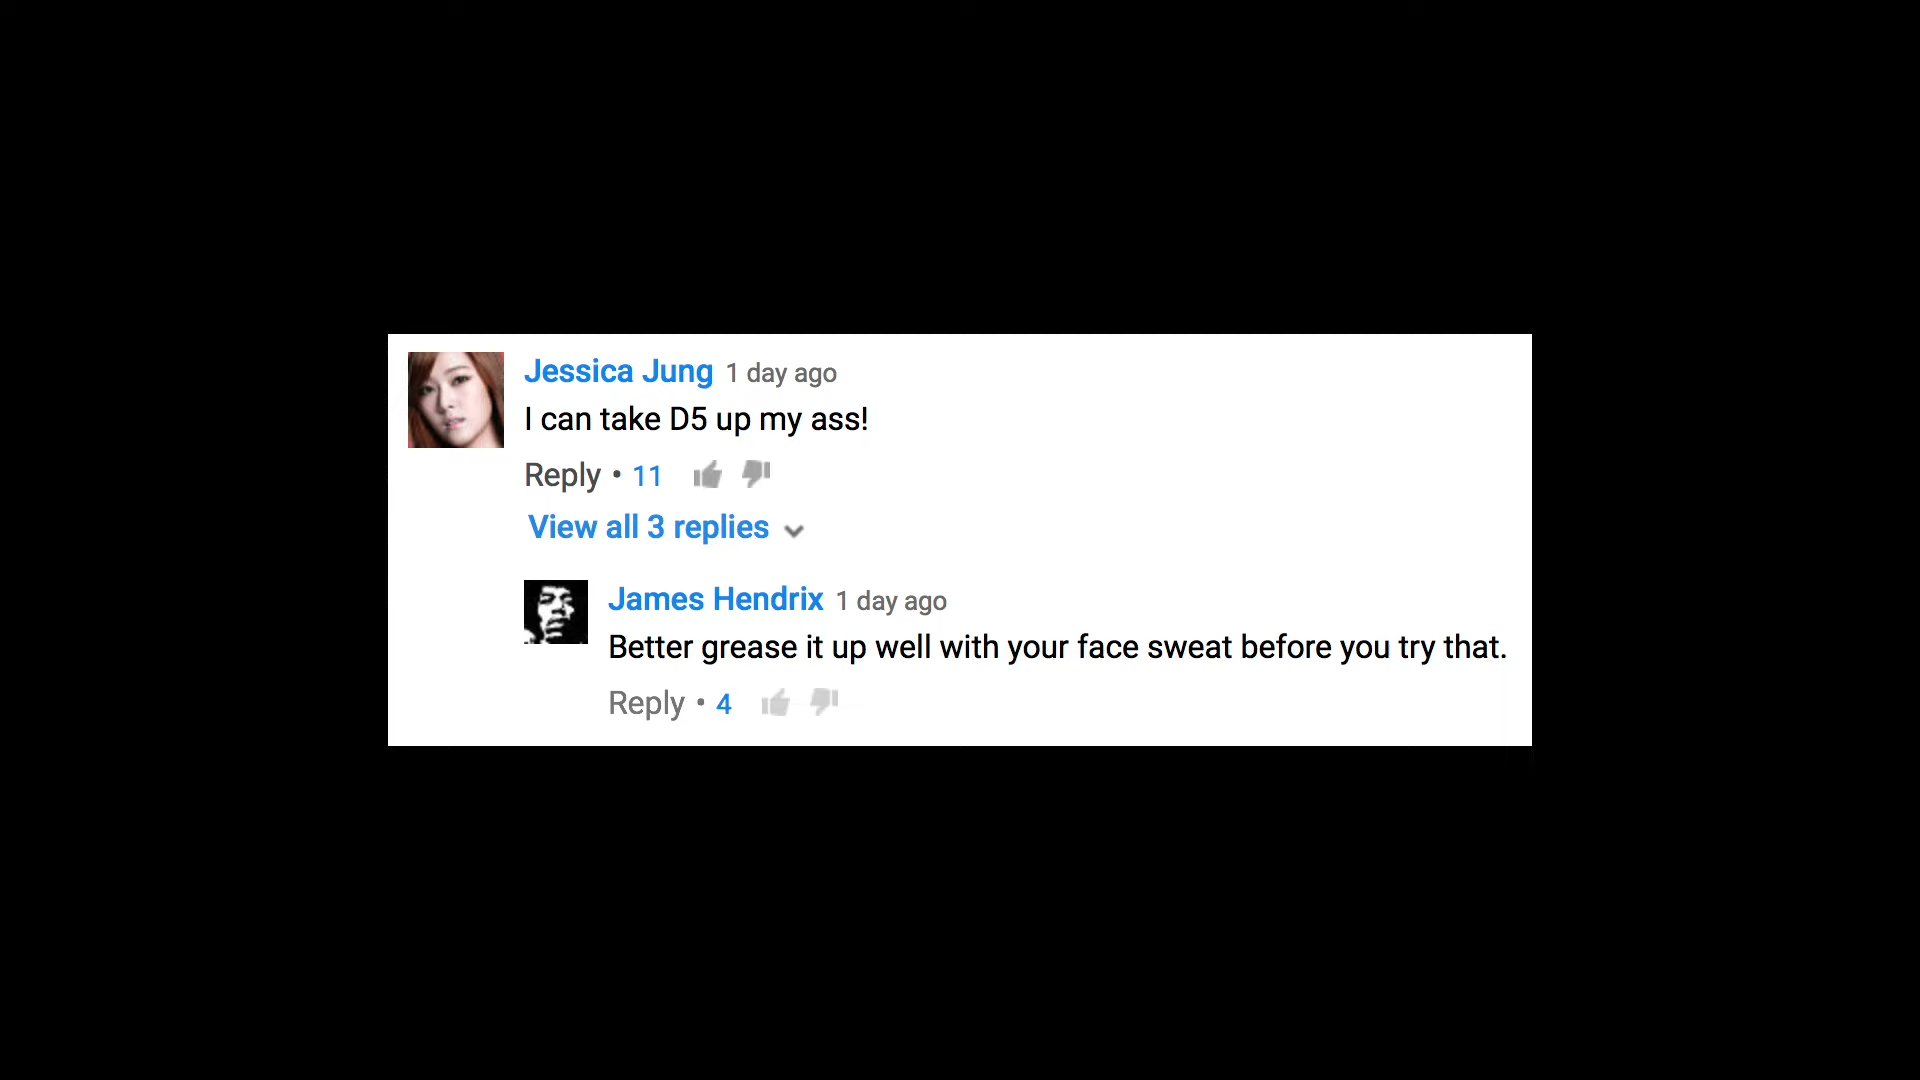 Jessica Jung 1 day ago
I can take D5 up my ass!
Reply • 11
View all 3 replies
James Hendrix 1 day ago
Better grease it up well with your face sweat before you try that.
Reply • 4